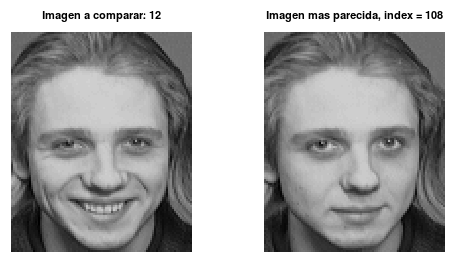 Imagen a comparar: 12
Imagen mas parecida, index = 108